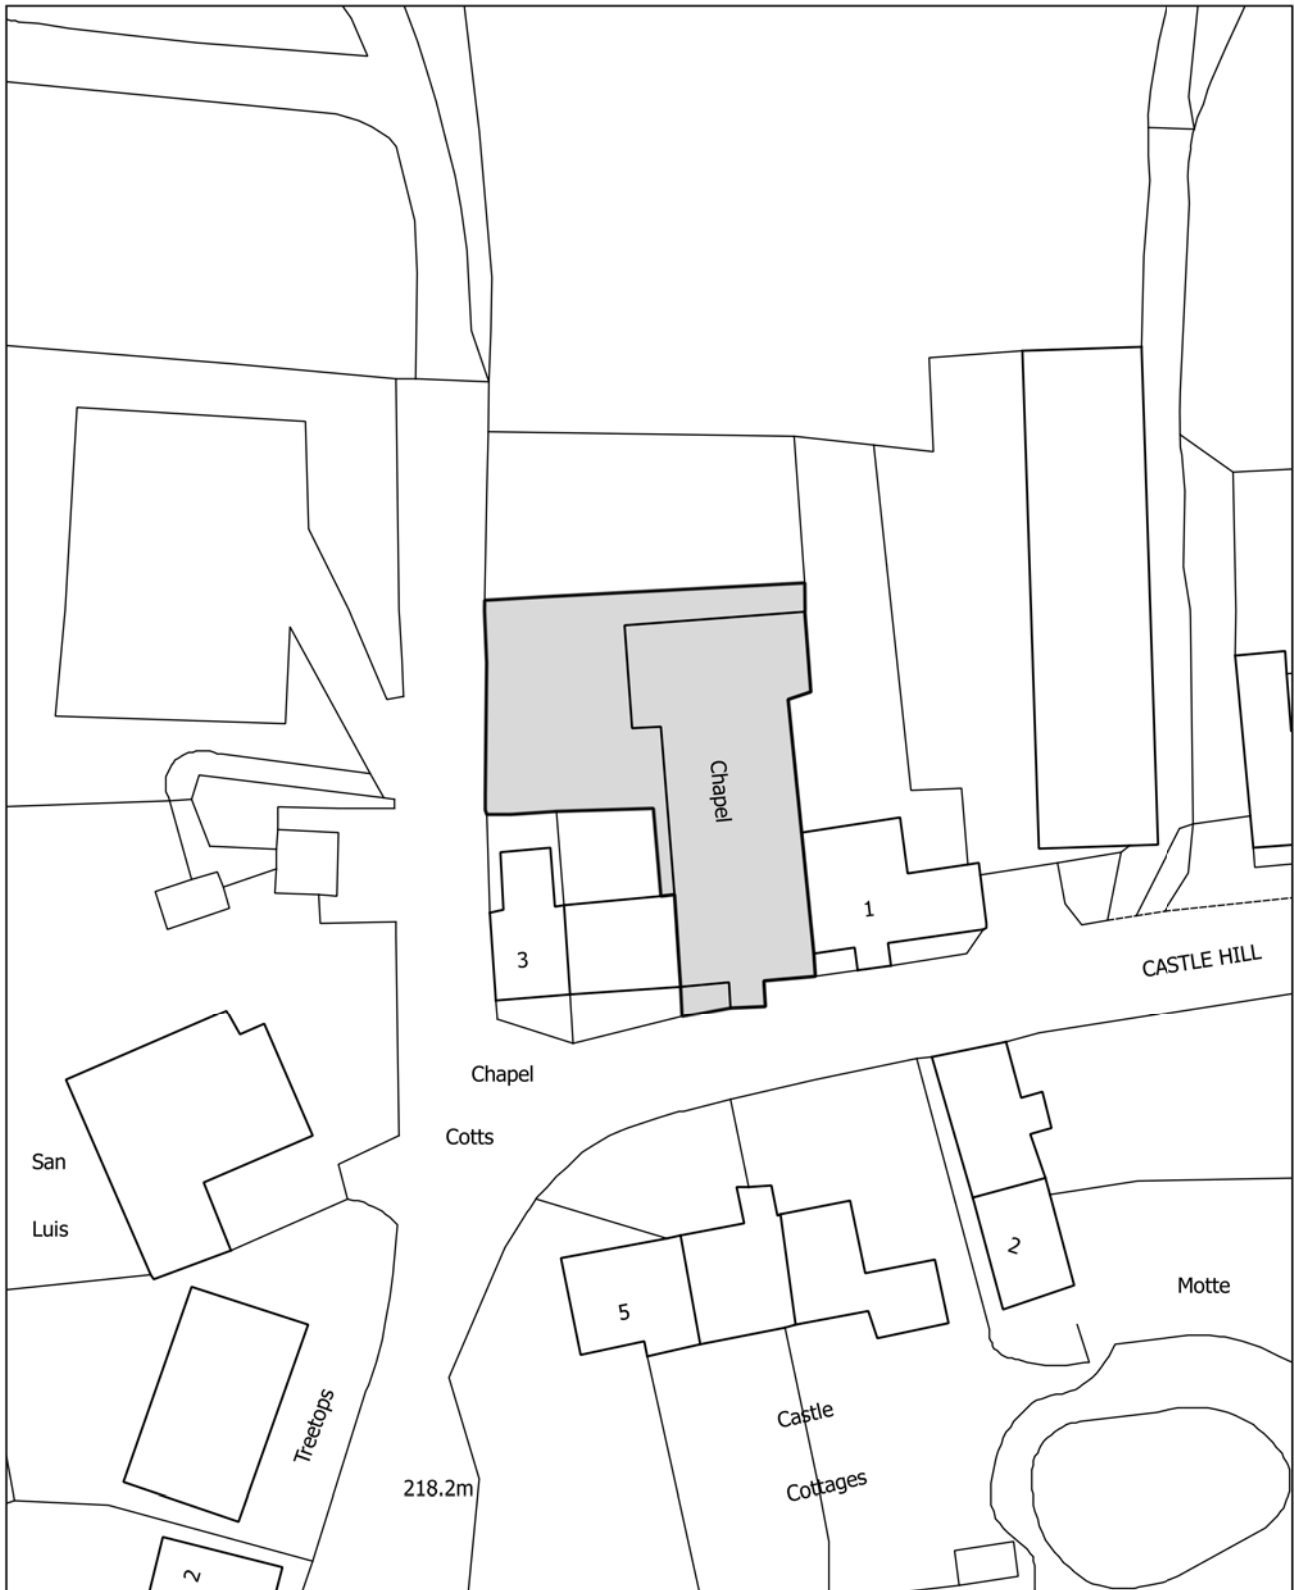 Chapel
1
3
CASTLE HILL
Chapel
Cotts
San
Luis
2
Motte
5
Treetops
Castle
Cottages
218.2m
2